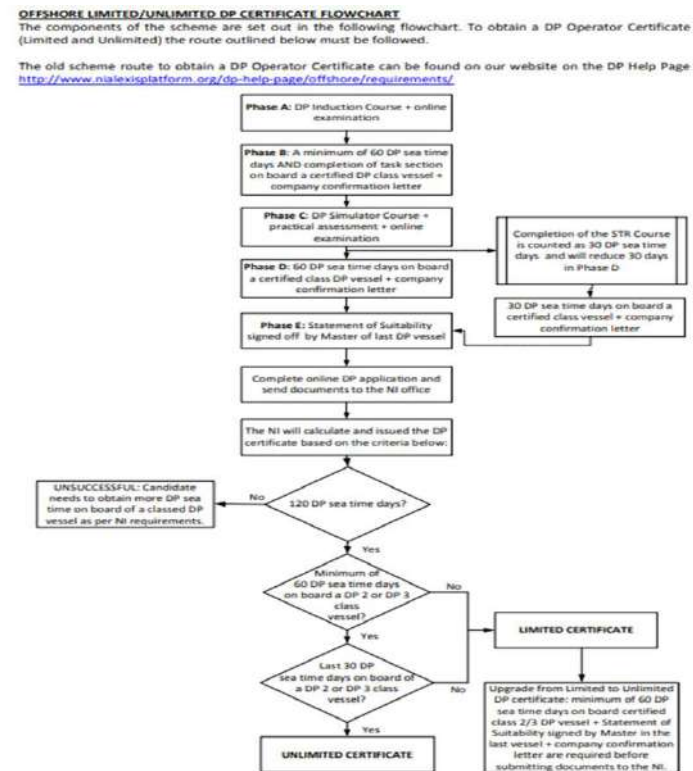 OFFSHORE LIMITED/UNLIMITED DP CERTIFICATE FLOWCHART
The components of the scheme are set out in the following flowchart. To obtain a DP Operator Certificate
(Limited and Unlimited) the route outlined below must be followed.
The old scheme route to obtain a DP Operator Certificate can be found on our website on the DP Help Page
http://www.nialexisplatform.org/dp-help-page/offshore/requirements/
Phase A: DP Induction Course + online
examination
Phase B: A minimum of 60 DP sea time
days AND completion of task section
on board a certified DP class vessel +
company confirmation letter
Phase C: DP Simulator Course +
practical assessment + online
examination
Completion of the STR Course
is counted as 30 DP sea time
days and will reduce 30 days
in Phase D
Phase D: 60 DP sea time days on board
a certified class DP vessel + company
confirmation letter
30 DP sea time days on board a
certified class vessel + company
confirmation letter
Phase E: Statement of Suitability
signed off by Master of last DP vessel
Complete online DP application and
send documents to the NI office
The NI will calculate and issued the DP
certificate based on the criteria below:
UNSUCCESSFUL: Candidate
needs to obtain more DP sea
time on board of a classed DP
vessel as per NI requirements.
No
120 DP sea time days?
Yes
Minimum of
60 DP sea time days
on board a DP 2 or DP 3
class
vessel?
No
Yes
LIMITED CERTIFICATE
Last 30 DP
sea time days on board of
a DP 2 or DP 3 class
vessel?
No
Yes
Upgrade from Limited to Unlimited
DP certificate: minimum of 60 DP
sea time days on board certified
class 2/3 DP vessel + Statement of
Suitability signed by Master in the
last vessel + company confirmation
letter are required before
submitting documents to the NI.
UNLIMITED CERTIFICATE